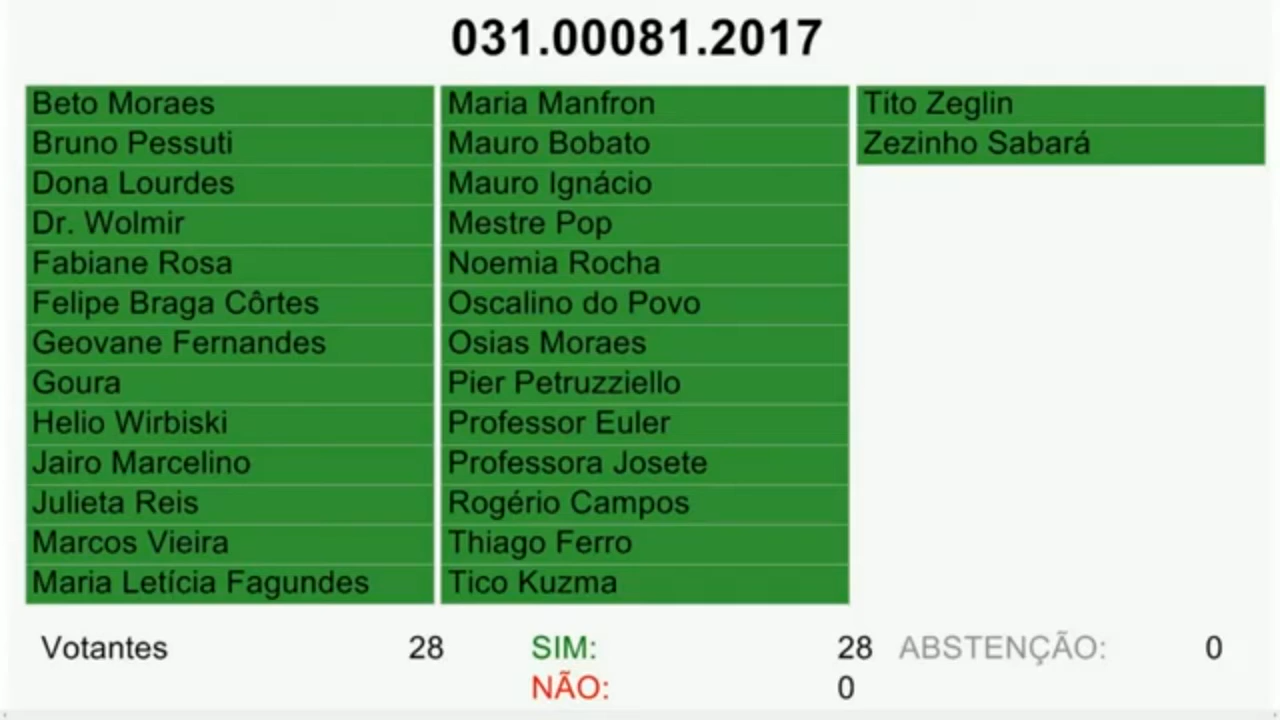 031.00081.2017
Beto Moraes
Bruno Pessuti
Dona Lourdes
Dr. Wolmir
Fabiane Rosa
Felipe Braga Côrtes
Geovane Fernandes
Goura
Helio Wirbiski
Jairo Marcelino
Julieta Reis
Marcos Vieira
Maria Letícia Fagundes
Maria Manfron
Mauro Bobato
Mauro Ignácio
Mestre Pop
Noemia Rocha
Oscalino do Povo
Osias Moraes
Pier Petruzziello
Professor Euler
Professora Josete
Rogério Campos
Thiago Ferro
Tico Kuzma
Tito Zeglin
Zezinho Sabará
Votantes 28 SIM: 28 ABSTENÇÃO: 0
NÃO: 0